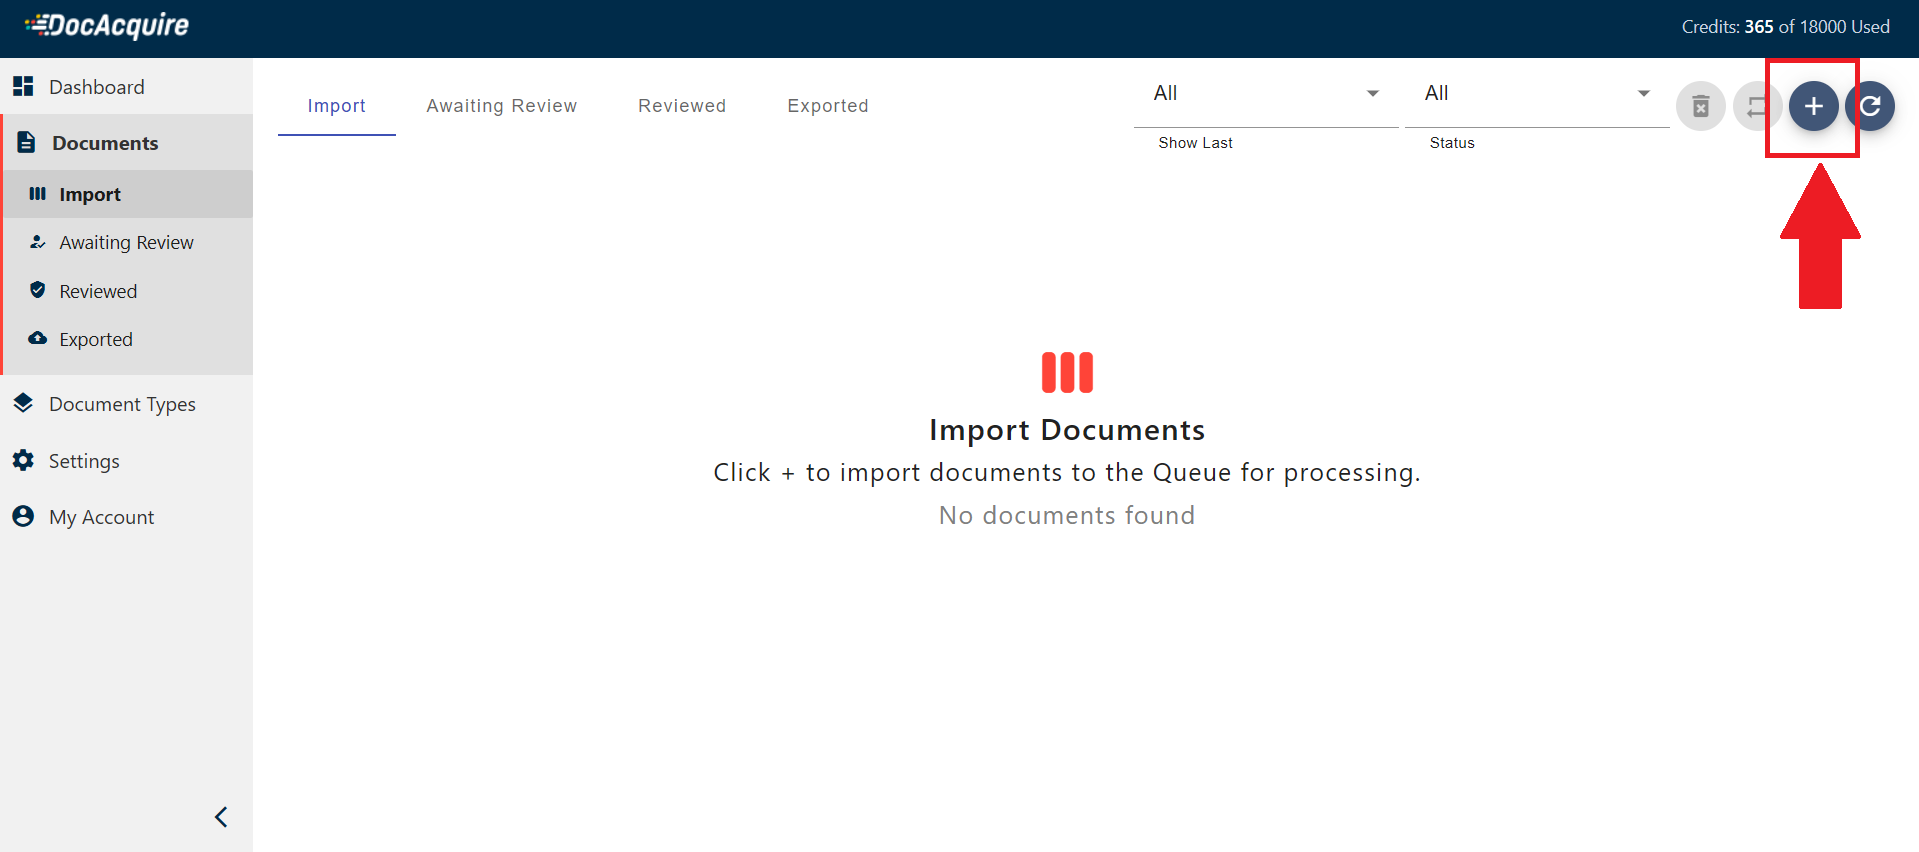 DocAcquire
Credits: 365 of 18000 Used
Dashboard
Documents
Import
Awaiting Review
Reviewed
Exported
Document Types
Settings
My Account
Import Awaiting Review Reviewed Exported
All All
Show Last Status
Import Documents
Click + to import documents to the Queue for processing.
No documents found